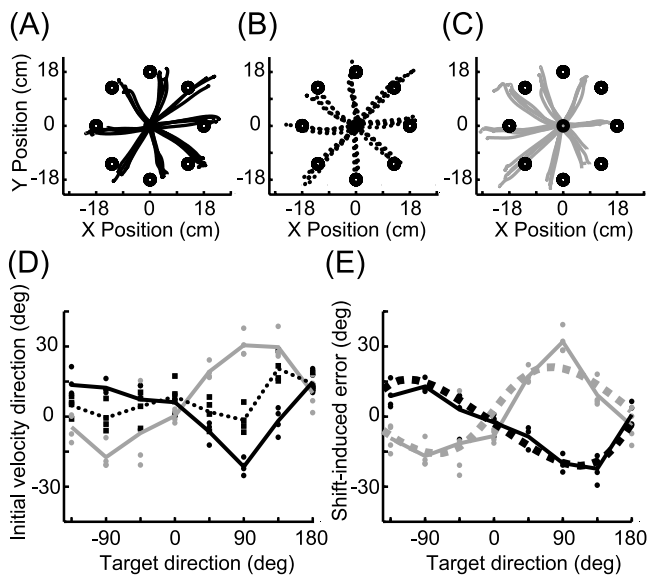 (A)
(B)
(C)
Y Position (cm)
18
0
-18
18
0
-18
18
0
-18
-18 0 18
-18 0 18
-18 0 18
X Position (cm)
X Position (cm)
X Position (cm)
(D)
(E)
Initial velocity direction (deg)
30
0
-30
-90 0 90 180
Target direction (deg)
Shift-induced error (deg)
30
0
-30
-90 0 90 180
Target direction (deg)